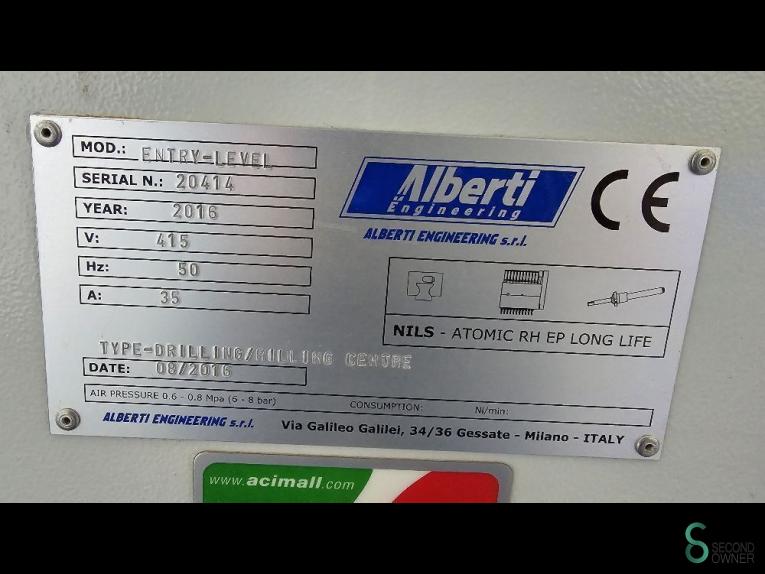 MOD.: ENTRY-LEVEL
SERIAL N.: 20414
YEAR: 2016
V: 415
Hz: 50
A: 35
Alberti
Engineering
ALBERTI ENGINEERING s.r.l.
CE
NILS - ATOMIC RH EP LONG LIFE
TYPE-DRILLING/MILLING CENTRE
DATE: 08/2016
AIR PRESSURE 0.6 - 0.8 Mpa (6 - 8 bar) CONSUMPTION: Nl/min:
ALBERTI ENGINEERING s.r.l. Via Galileo Galilei, 34/36 Gessate - Milano - ITALY
www.acimall.com
SECOND
OWNER